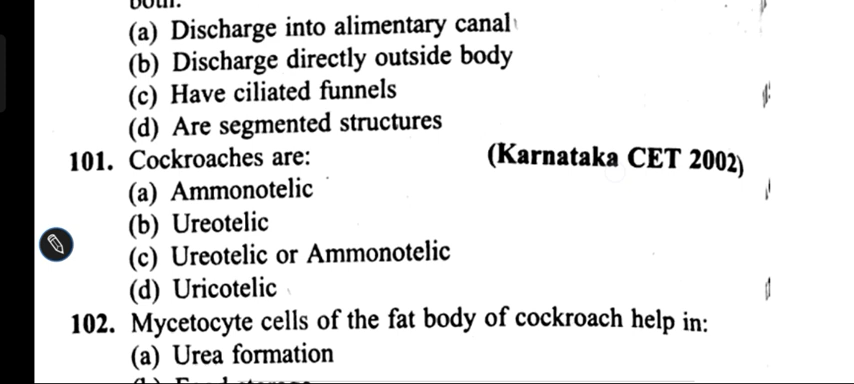 both:
(a) Discharge into alimentary canal
(b) Discharge directly outside body
(c) Have ciliated funnels
(d) Are segmented structures
101. Cockroaches are: (Karnataka CET 2002)
(a) Ammonotelic
(b) Ureotelic
(c) Ureotelic or Ammonotelic
(d) Uricotelic
102. Mycetocyte cells of the fat body of cockroach help in:
(a) Urea formation